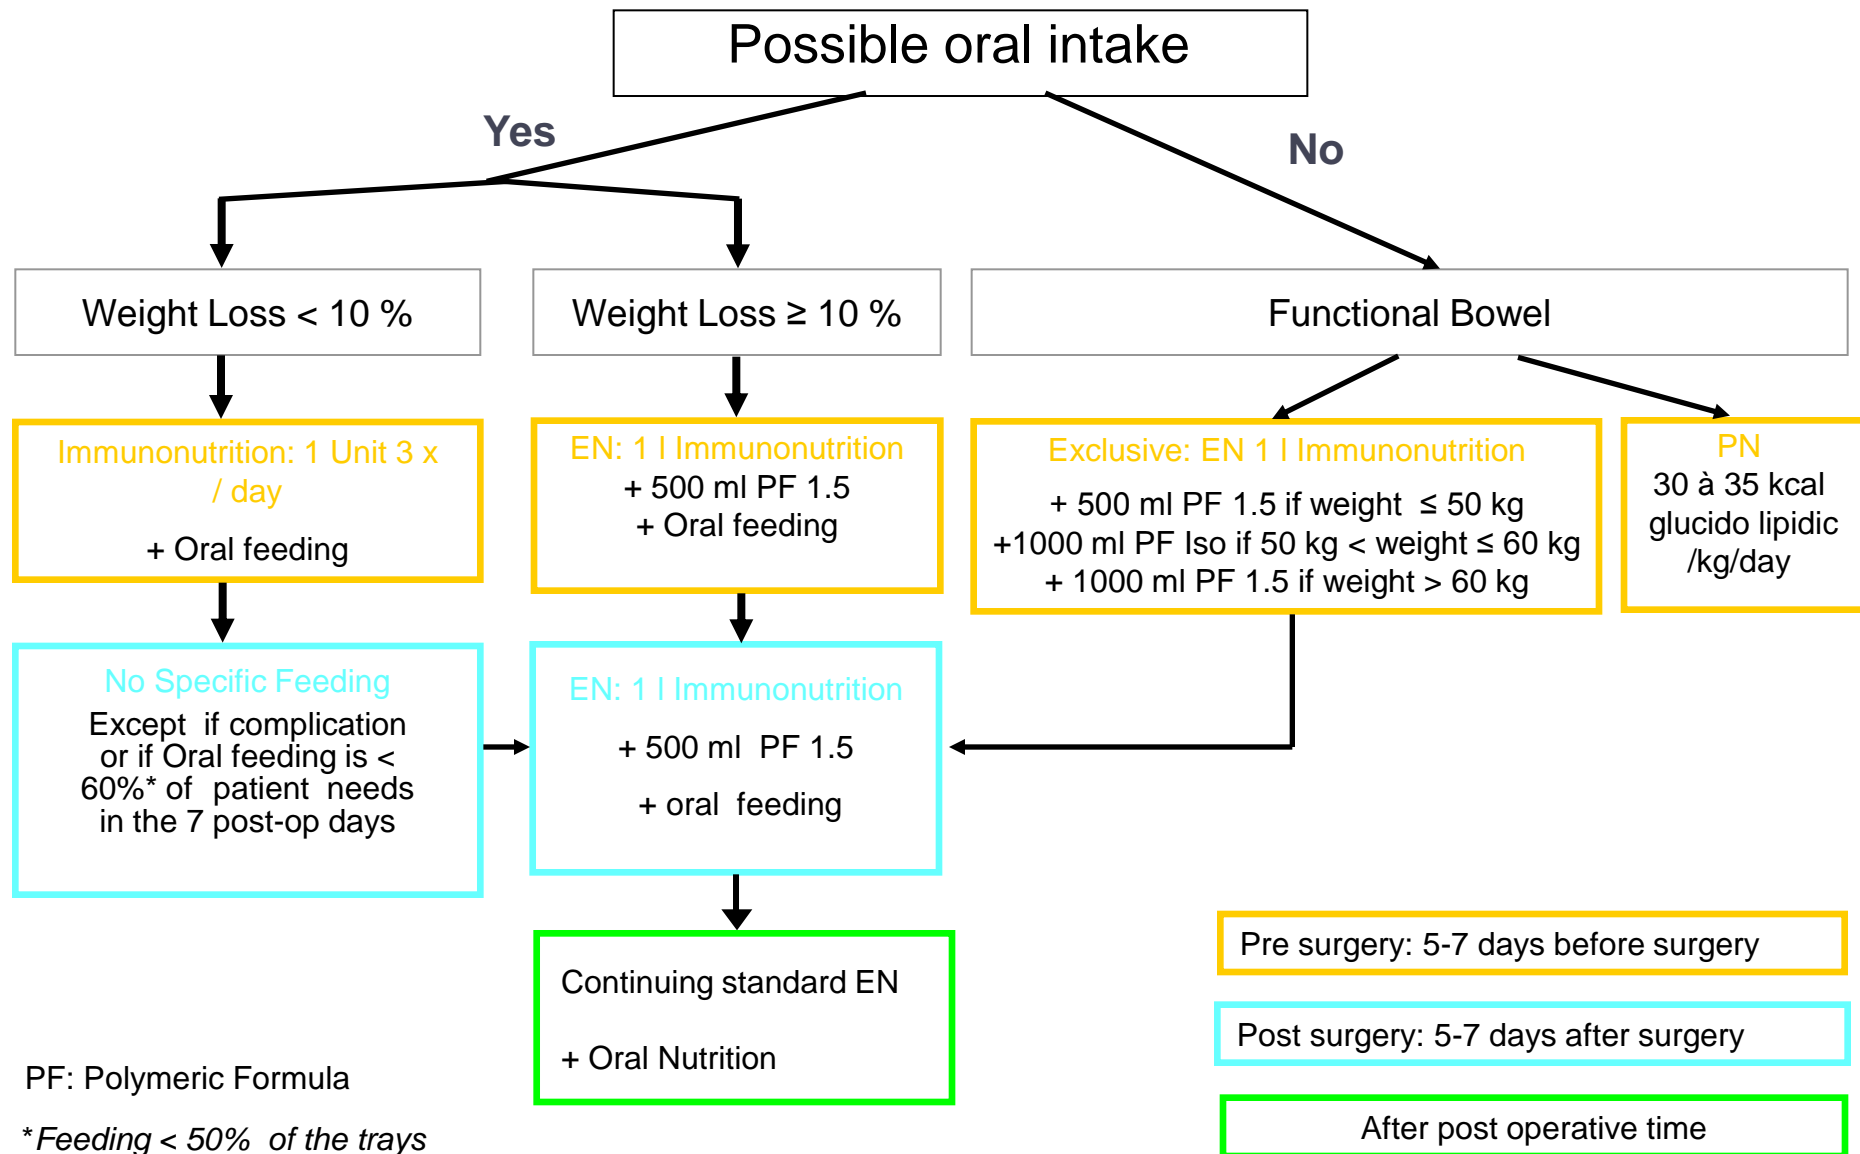 Possible oral intake
Yes
No
Weight Loss < 10 %
Weight Loss ≥ 10 %
Functional Bowel
Immunonutrition: 1 Unit 3 x
/ day
+ Oral feeding
EN: 1 l Immunonutrition
+ 500 ml PF 1.5
+ Oral feeding
Exclusive: EN 1 l Immunonutrition
+ 500 ml PF 1.5 if weight ≤ 50 kg
+1000 ml PF Iso if 50 kg < weight ≤ 60 kg
+ 1000 ml PF 1.5 if weight > 60 kg
PN
30 à 35 kcal
glucido lipidic
/kg/day
No Specific Feeding
Except if complication
or if Oral feeding is <
60%* of patient needs
in the 7 post-op days
EN: 1 l Immunonutrition
+ 500 ml PF 1.5
+ oral feeding
Continuing standard EN
+ Oral Nutrition
Pre surgery: 5-7 days before surgery
Post surgery: 5-7 days after surgery
After post operative time
PF: Polymeric Formula
*Feeding < 50% of the trays